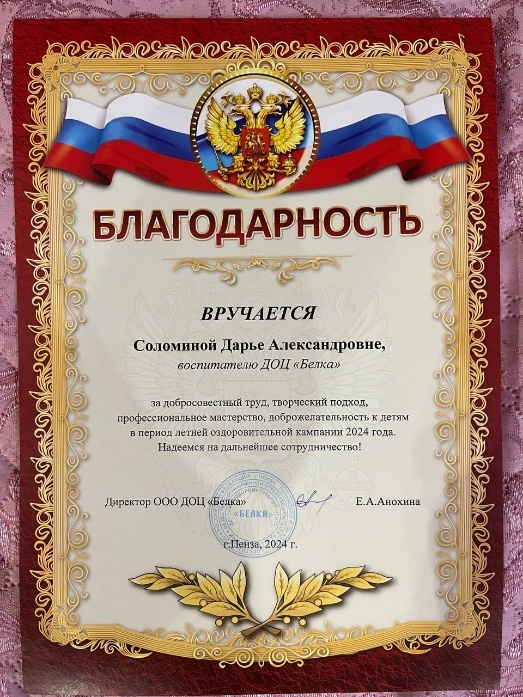 БЛАГОДАРНОСТЬ
ВРУЧАЕТСЯ
Соломиной Дарье Александровне,
воспитателю ДОЦ «Белка»
за добросовестный труд, творческий подход,
профессиональное мастерство, доброжелательность к детям
в период летней оздоровительной кампании 2024 года.
Надеемся на дальнейшее сотрудничество!
Директор ООО ДОЦ «Белка» Е.А.Анохина
«БЕЛКА»
г.Пенза, 2024 г.